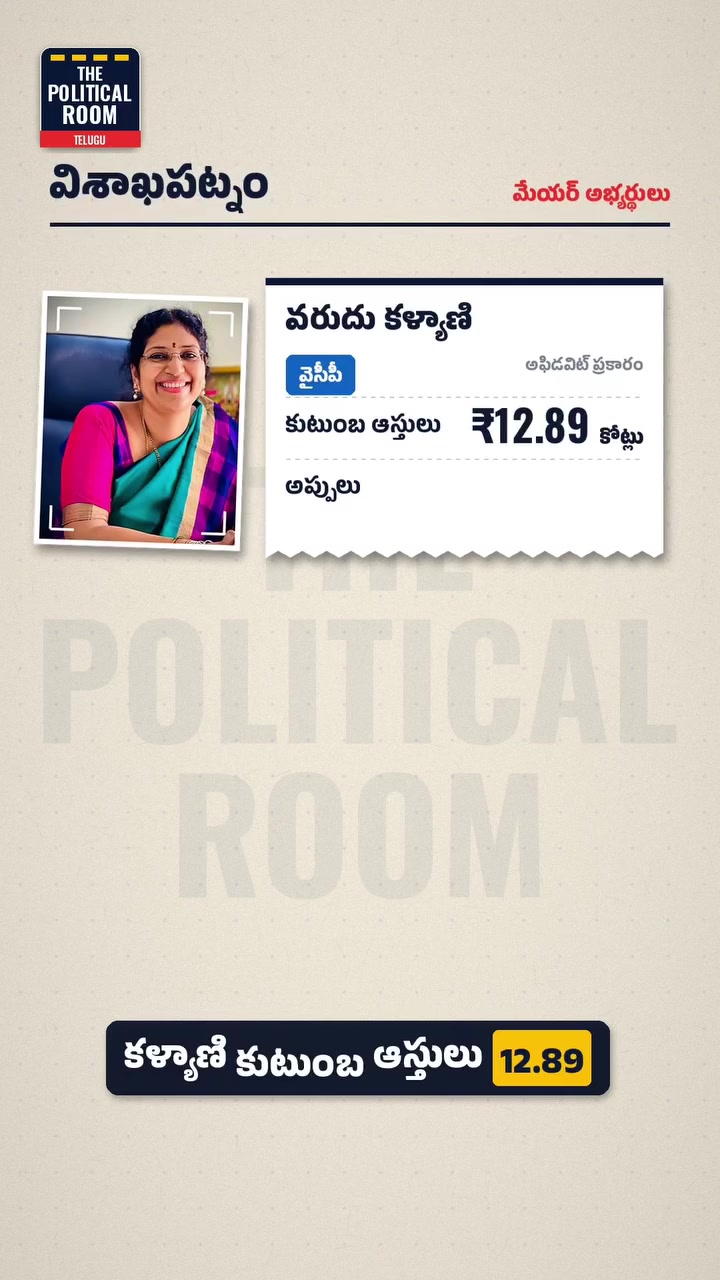 THE
POLITICAL
ROOM
TELUGU
విశాఖపట్నం
మేయర్ అభ్యర్థులు
వరుదు కళ్యాణి
వైసీపీ
అఫిడవిట్ ప్రకారం
కుటుంబ ఆస్తులు ₹12.89 కోట్లు
అప్పులు
THE
POLITICAL
ROOM
కళ్యాణి కుటుంబ ఆస్తులు 12.89